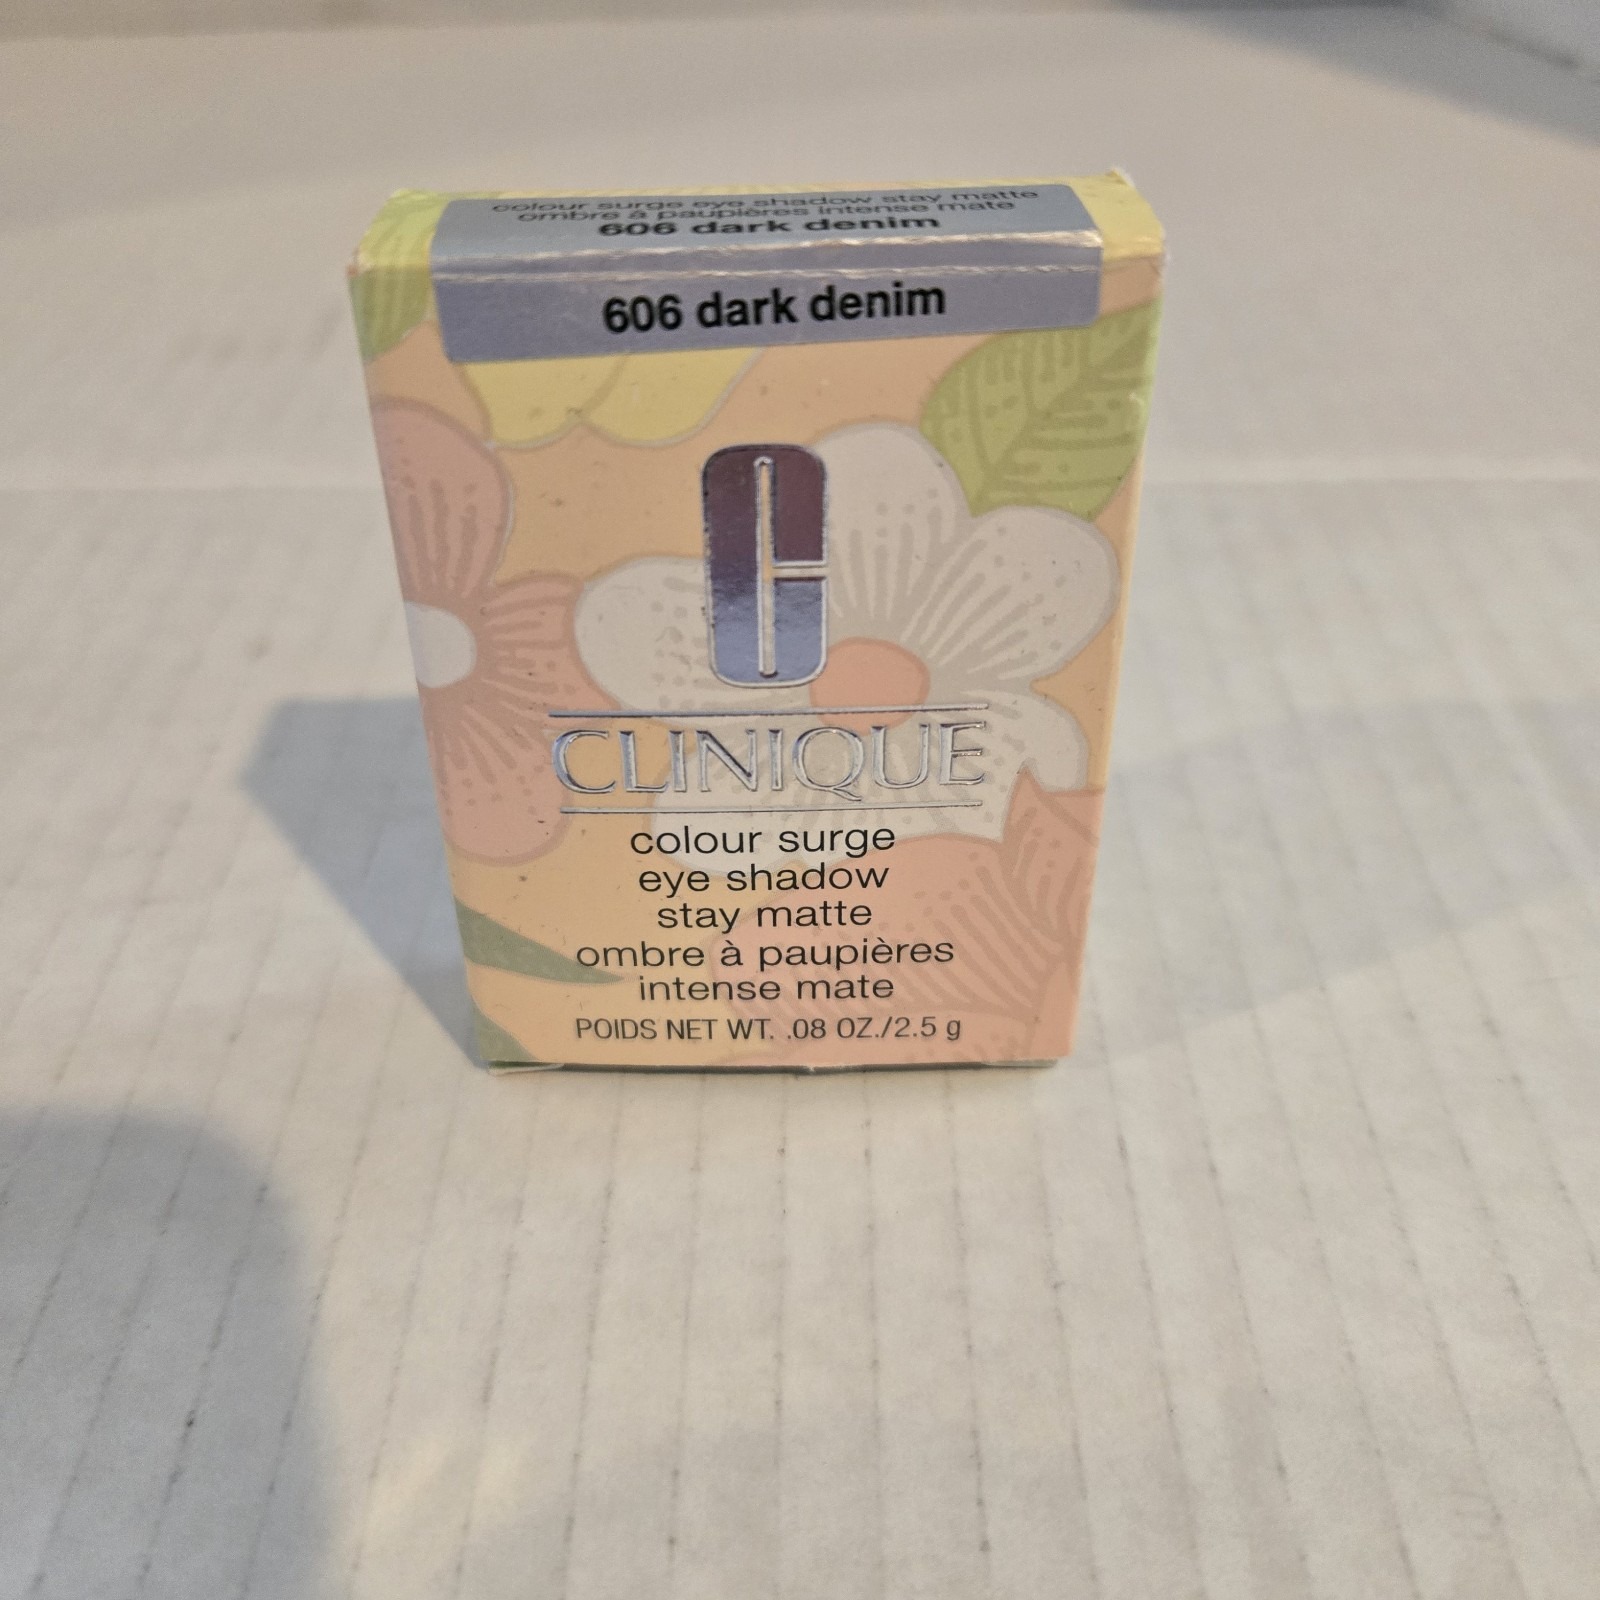 colour surge eye shadow stay matte
ombre à paupières intense mate
606 dark denim
606 dark denim
CLINIQUE
colour surge
eye shadow
stay matte
ombre à paupières
intense mate
POIDS NET WT. .08 OZ./2.5 g